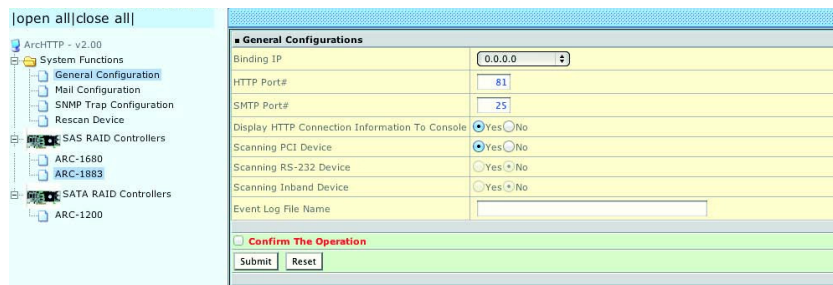 |open all|close all|
ArcHTTP - v2.00
System Functions
General Configuration
Mail Configuration
SNMP Trap Configuration
Rescan Device
SAS RAID Controllers
ARC-1680
ARC-1883
SATA RAID Controllers
ARC-1200
General Configurations
Binding IP 0.0.0.0
HTTP Port# 81
SMTP Port# 25
Display HTTP Connection Information To Console Yes No
Scanning PCI Device Yes No
Scanning RS-232 Device Yes No
Scanning Inband Device Yes No
Event Log File Name
Confirm The Operation
Submit Reset